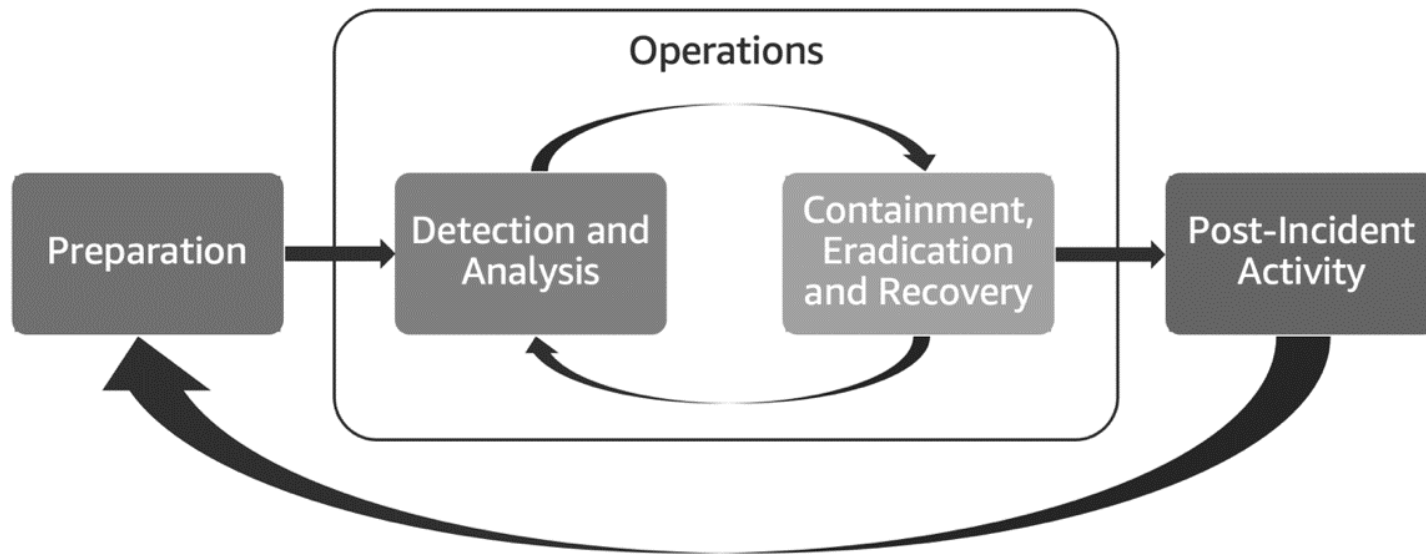 Operations
Preparation
Detection and
Analysis
Containment,
Eradication
and Recovery
Post-Incident
Activity